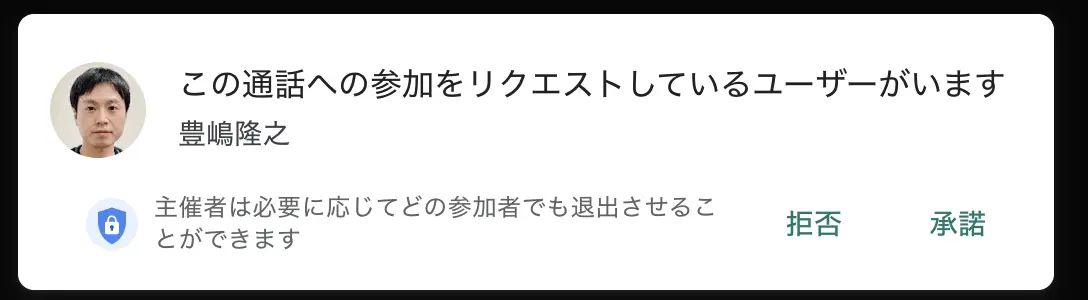 この通話への参加をリクエストしているユーザーがいます
豊嶋隆之
主催者は必要に応じてどの参加者でも退出させるこ
とができます
拒否
承諾